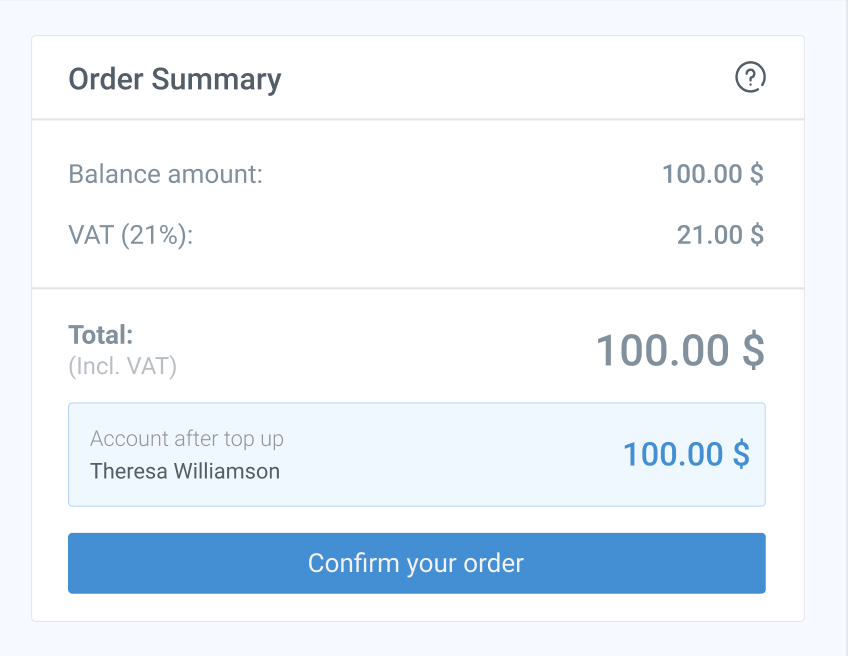 Order Summary
?
Balance amount: 100.00 $
VAT (21%): 21.00 $
Total: 100.00 $
(Incl. VAT)
Account after top up
Theresa Williamson 100.00 $
Confirm your order